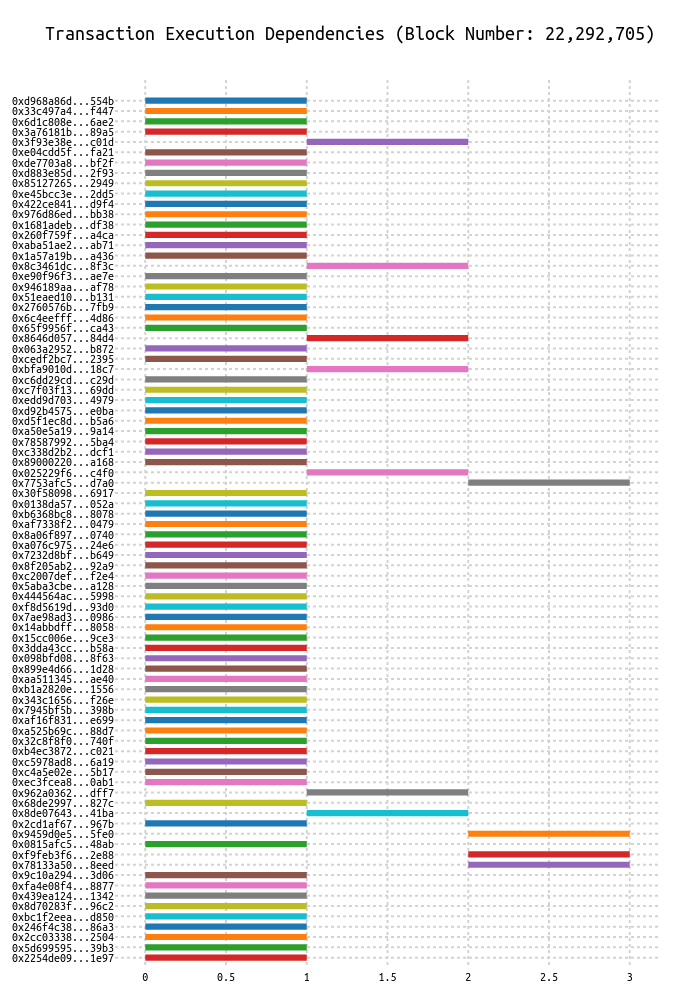 Transaction Execution Dependencies (Block Number: 22,292,705)
0xd968a86d...554b
0x33c497a4...f447
0x6d1c808e...6ae2
0x3a76181b...89a5
0x3f93e38e...c01d
0xe04cdd5f...fa21
0xde7703a8...bf2f
0xd883e85d...2f93
0x85127265...2949
0xe45bcc3e...2dd5
0x422ce841...d9f4
0x976d86ed...bb38
0x1681adeb...df38
0x260f759f...a4ca
0xaba51ae2...ab71
0x1a57a19b...a436
0x8c3461dc...8f3c
0xe90f96f3...ae7e
0x946189aa...af78
0x51eaed10...b131
0x2760576b...7fb9
0x6c4eefff...4d86
0x65f9956f...ca43
0x8646d057...84d4
0x063a2952...b872
0xcedf2bc7...2395
0xbfa9010d...18c7
0xc6dd29cd...c29d
0xc7f03f13...69dd
0xedd9d703...4979
0xd92b4575...e0ba
0xd5f1ec8d...b5a6
0xa50e5a19...9a14
0x78587992...5ba4
0xc338d2b2...dcf1
0x89000220...a168
0x025229f6...c4f0
0x7753afc5...d7a0
0x30f58098...6917
0x0138da57...052a
0xb6368bc8...8078
0xaf7338f2...0479
0x8a06f897...0740
0xa076c975...24e6
0x7232d8bf...b649
0x8f205ab2...92a9
0xc2007def...f2e4
0x5aba3cbe...a128
0x444564ac...5998
0xf8d5619d...93d0
0x7ae98ad3...0986
0x14abbdff...8058
0x15cc006e...9ce3
0x3dda43cc...b58a
0x098bfd08...8f63
0x899e4d66...1d28
0xaa511345...ae40
0xb1a2820e...1556
0x343c1656...f26e
0x7945bf5b...398b
0xaf16f831...e699
0xa525b69c...88d7
0x32c8f8f0...740f
0xb4ec3872...c021
0xc5978ad8...6a19
0xc4a5e02e...5b17
0xec3fcea8...0ab1
0x962a0362...dff7
0x68de2997...827c
0x8de07643...41ba
0x2cd1af67...967b
0x9459d0e5...5fe0
0x0815afc5...48ab
0xf9feb3f6...2e88
0x78133a50...8eed
0x9c10a294...3d06
0xfa4e08f4...8877
0x439ea124...1342
0x8d70283f...96c2
0xbc1f2eea...d850
0x246f4c38...86a3
0x2cc03338...2504
0x5d699595...39b3
0x2254de09...1e97
0 0.5 1 1.5 2 2.5 3